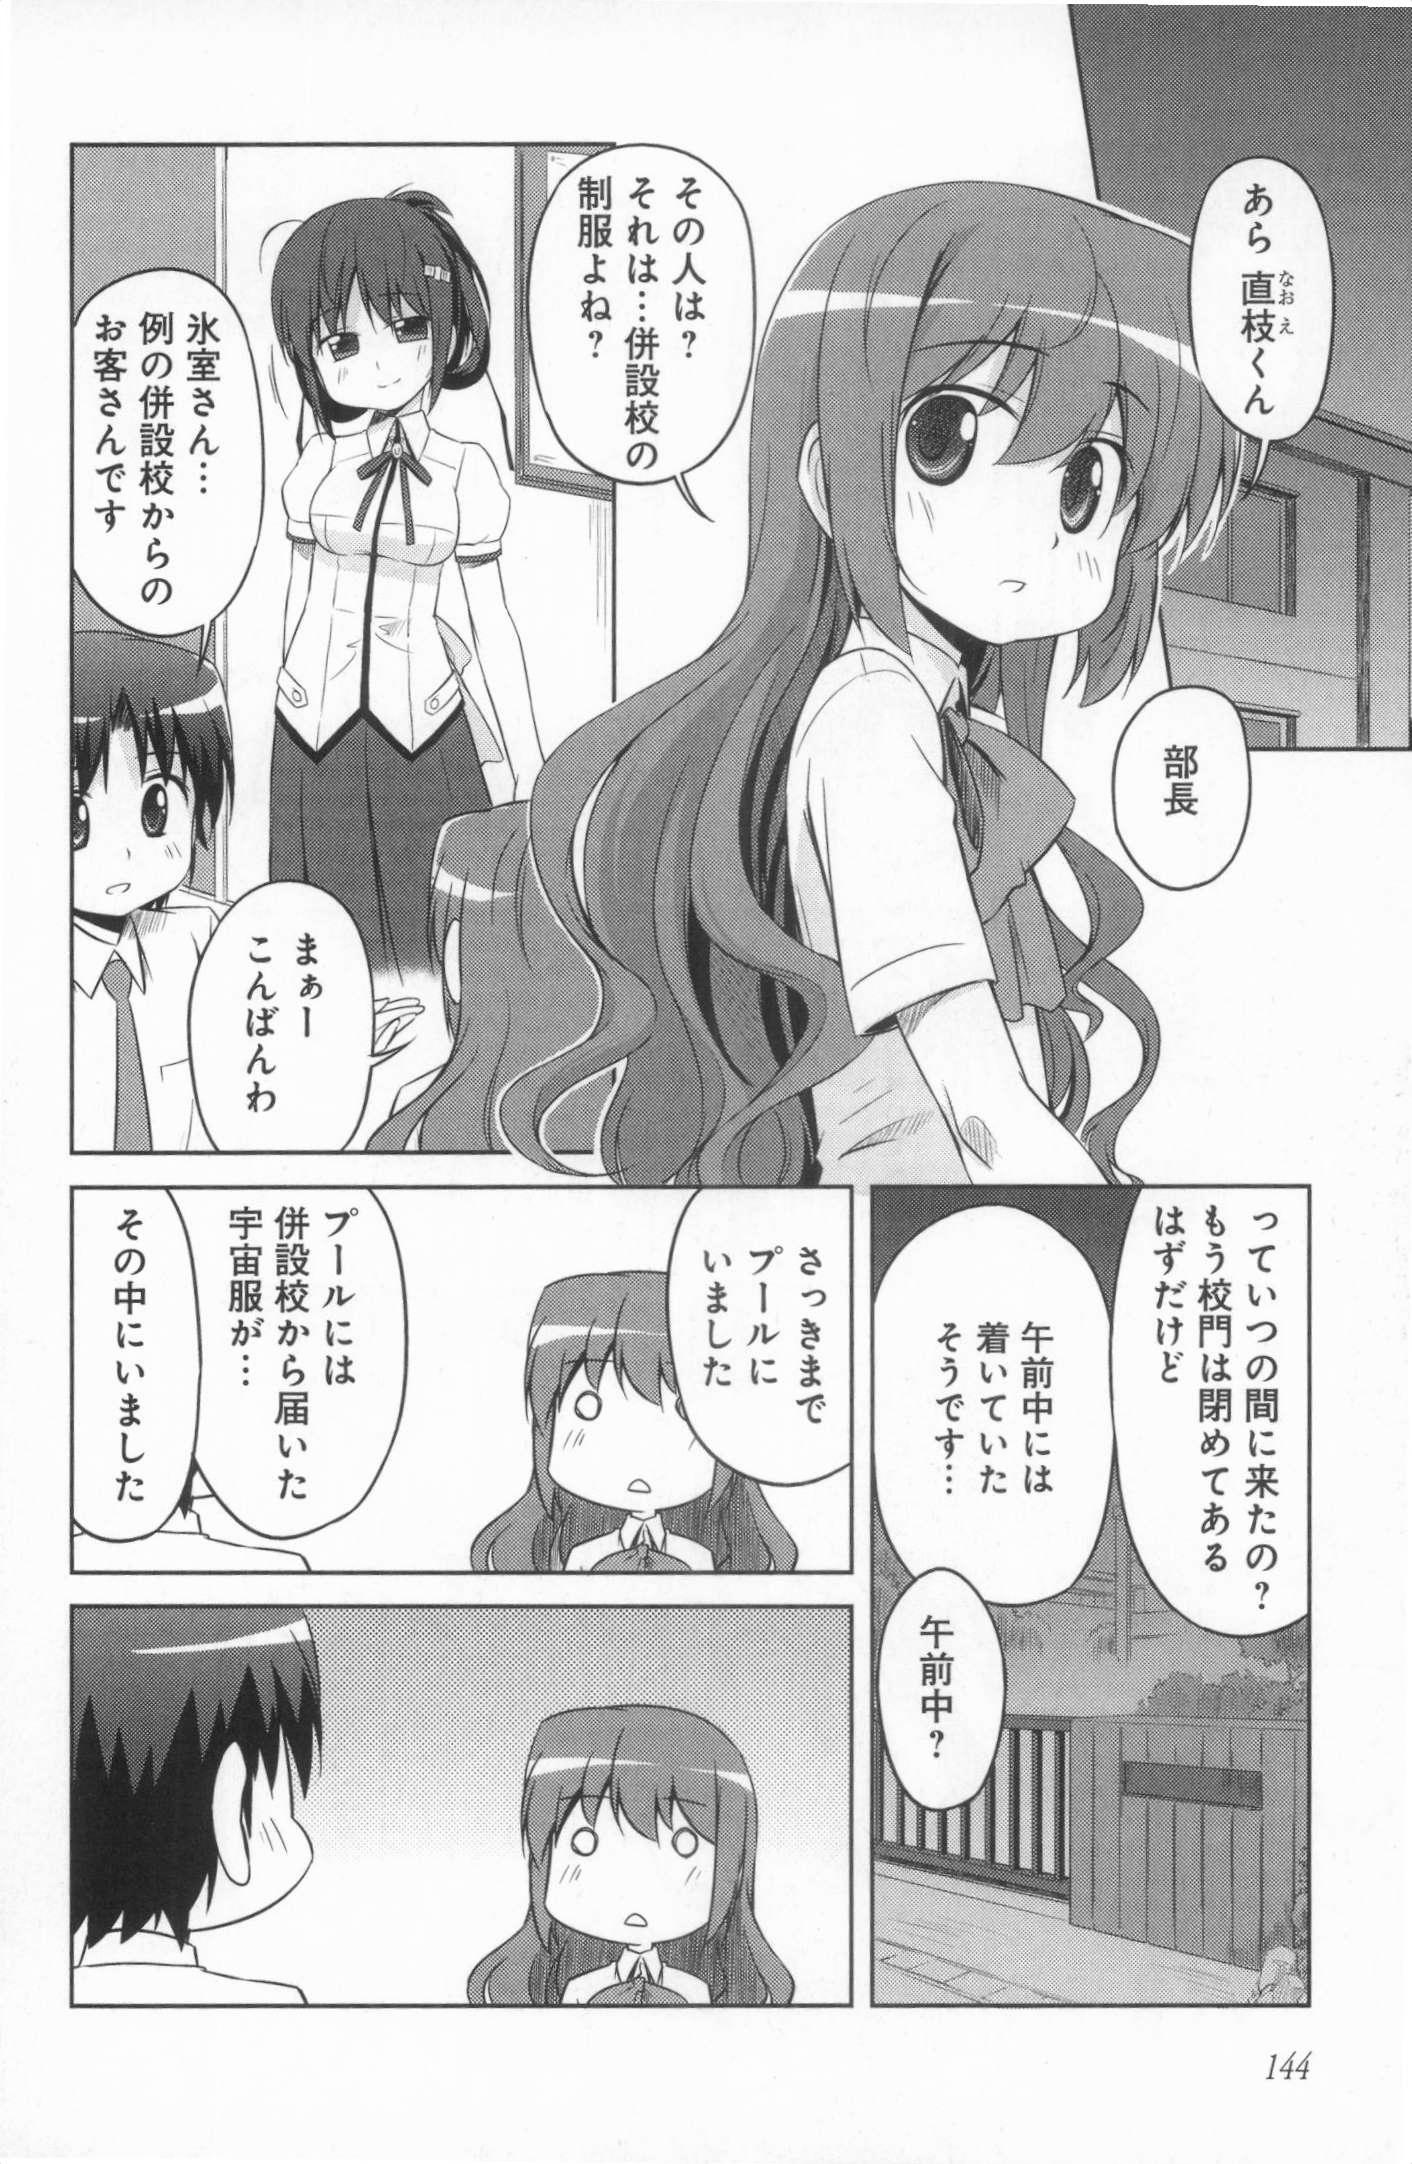 あら 直枝くん
なおえ
部長
その人は？
それは…併設校の
制服よね？
氷室さん…
例の併設校からの
お客さんです
まぁー
こんばんわ
っていつの間に来たの？
もう校門は閉めてある
はずだけど
午前中には
着いていた
そうです…
午前中？
さっきまで
プールに
いました
プールには
併設校から届いた
宇宙服が…
その中にいました
144